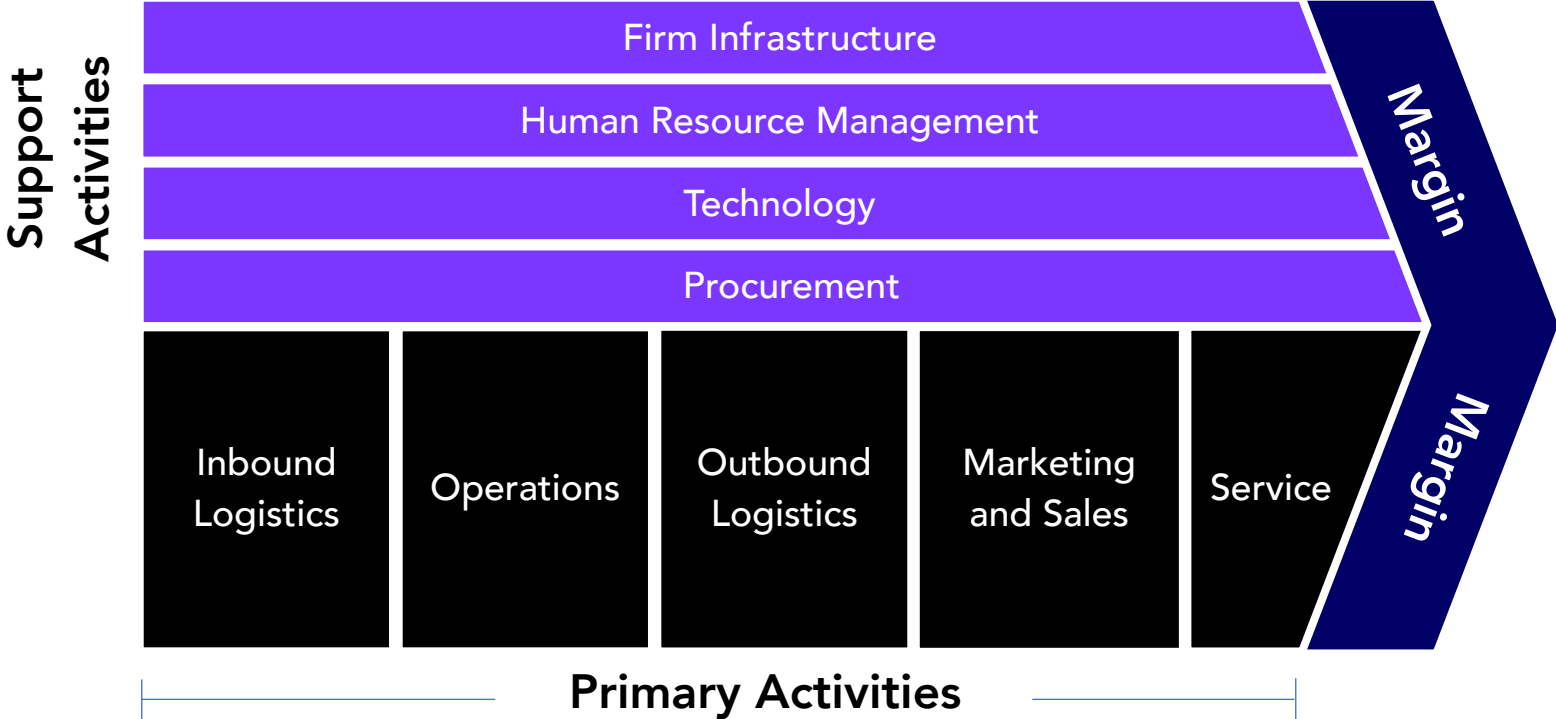 Support
Activities
Firm Infrastructure
Human Resource Management
Technology
Procurement
Margin
Inbound
Logistics
Operations
Outbound
Logistics
Marketing
and Sales
Service
Margin
Primary Activities